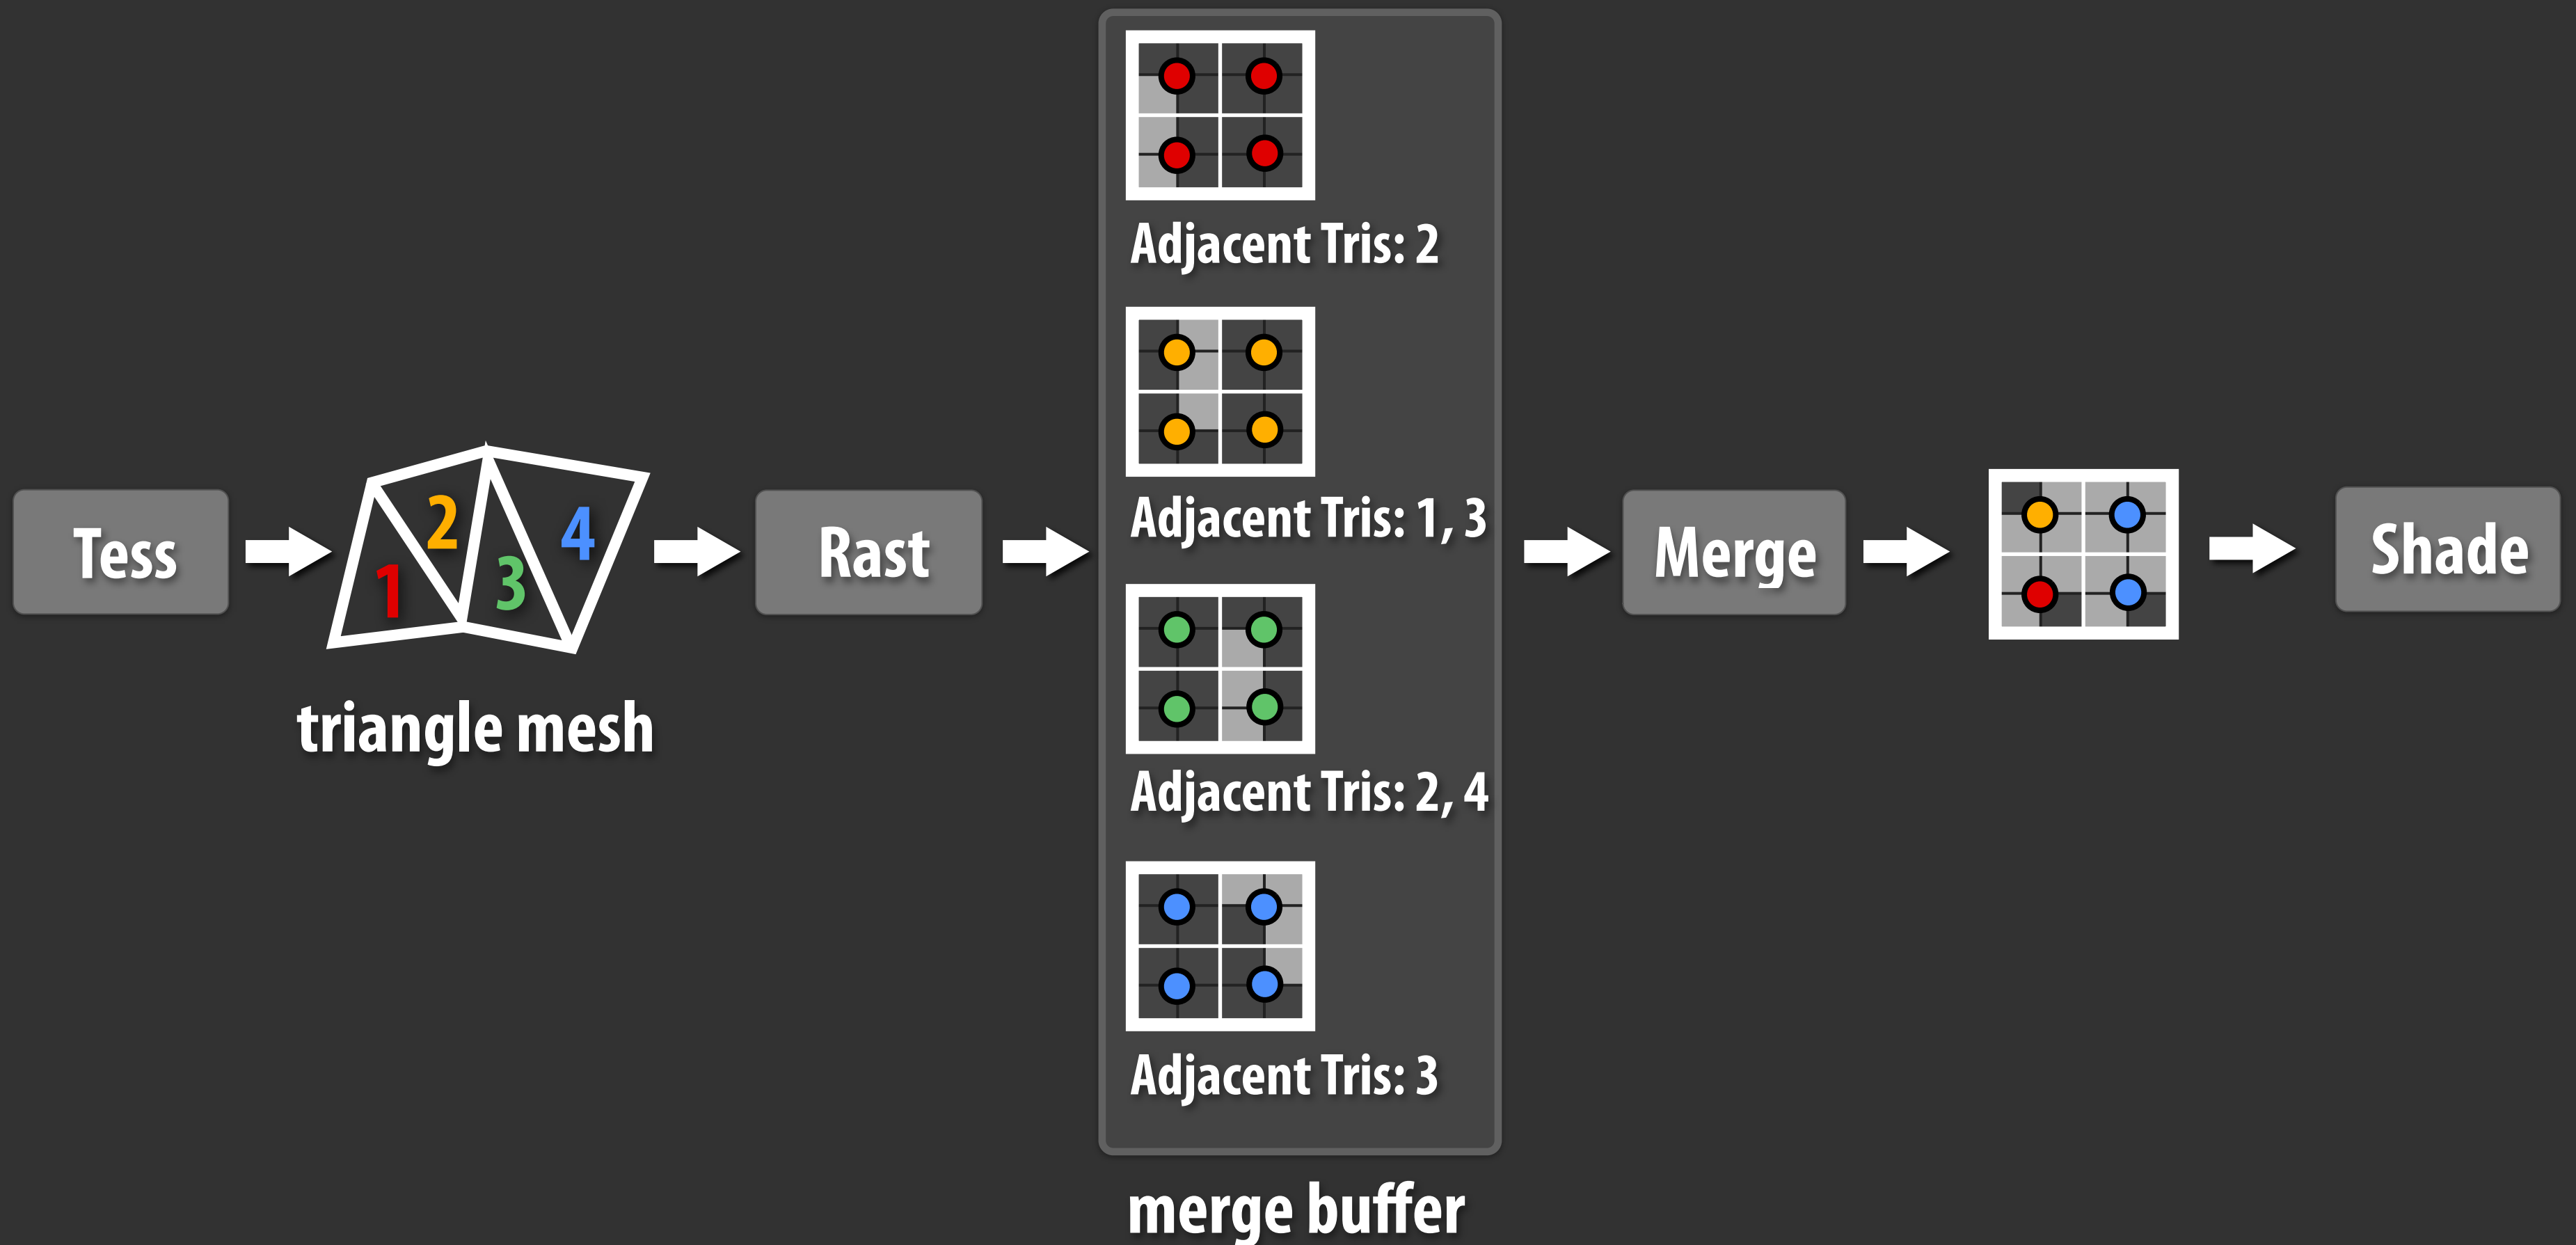 Tess
1
2
3
4
triangle mesh
Rast
Adjacent Tris: 2
Adjacent Tris: 1, 3
Adjacent Tris: 2, 4
Adjacent Tris: 3
merge buffer
Merge
Shade